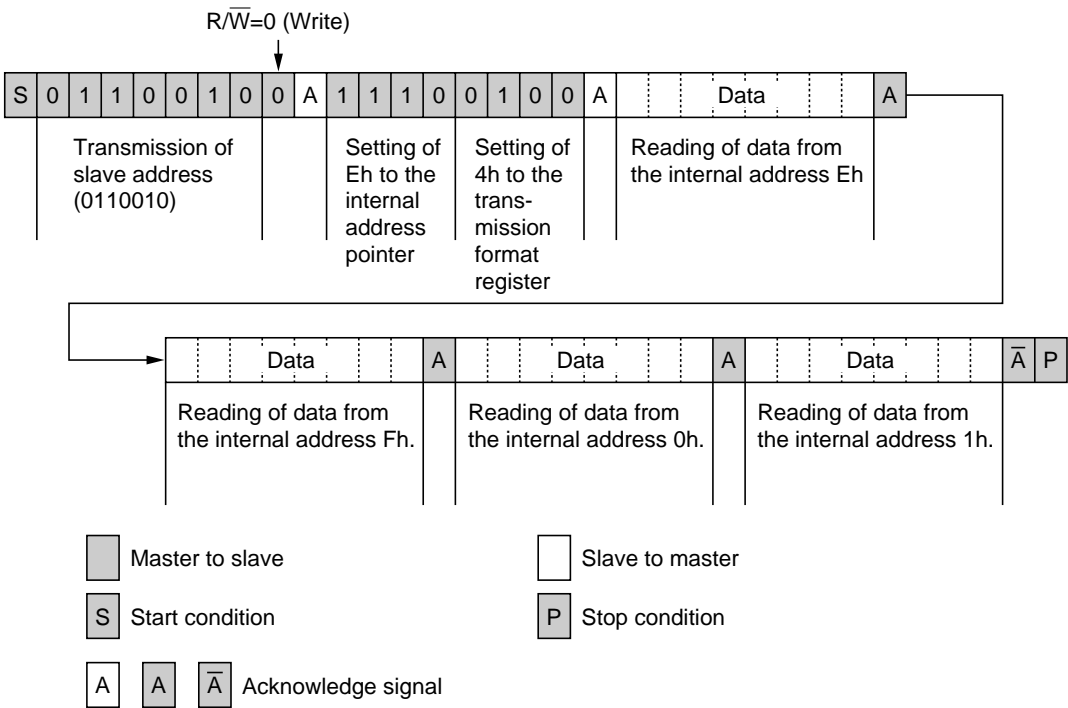 R/W̅=0 (Write)
S 0 1 1 0 0 1 0 0 A 1 1 1 0 0 1 0 0 A Data A
Transmission of
slave address
(0110010)
Setting of
Eh to the
internal
address
pointer
Setting of
4h to the
trans-
mission
format
register
Reading of data from
the internal address Eh
Data A Data A Data A̅ P
Reading of data from
the internal address Fh.
Reading of data from
the internal address 0h.
Reading of data from
the internal address 1h.
Master to slave
Slave to master
S Start condition
P Stop condition
A A A̅ Acknowledge signal